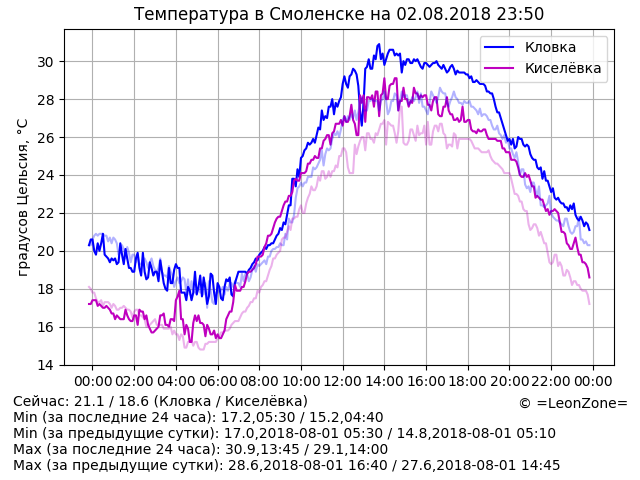 Температура в Смоленске на 02.08.2018 23:50
Кловка
Киселёвка
градусов Цельсия, °C
30
28
26
24
22
20
18
16
14
00:00 02:00 04:00 06:00 08:00 10:00 12:00 14:00 16:00 18:00 20:00 22:00 00:00
Сейчас: 21.1 / 18.6 (Кловка / Киселёвка)
© =LeonZone=
Min (за последние 24 часа): 17.2,05:30 / 15.2,04:40
Min (за предыдущие сутки): 17.0,2018-08-01 05:30 / 14.8,2018-08-01 05:10
Max (за последние 24 часа): 30.9,13:45 / 29.1,14:00
Max (за предыдущие сутки): 28.6,2018-08-01 16:40 / 27.6,2018-08-01 14:45